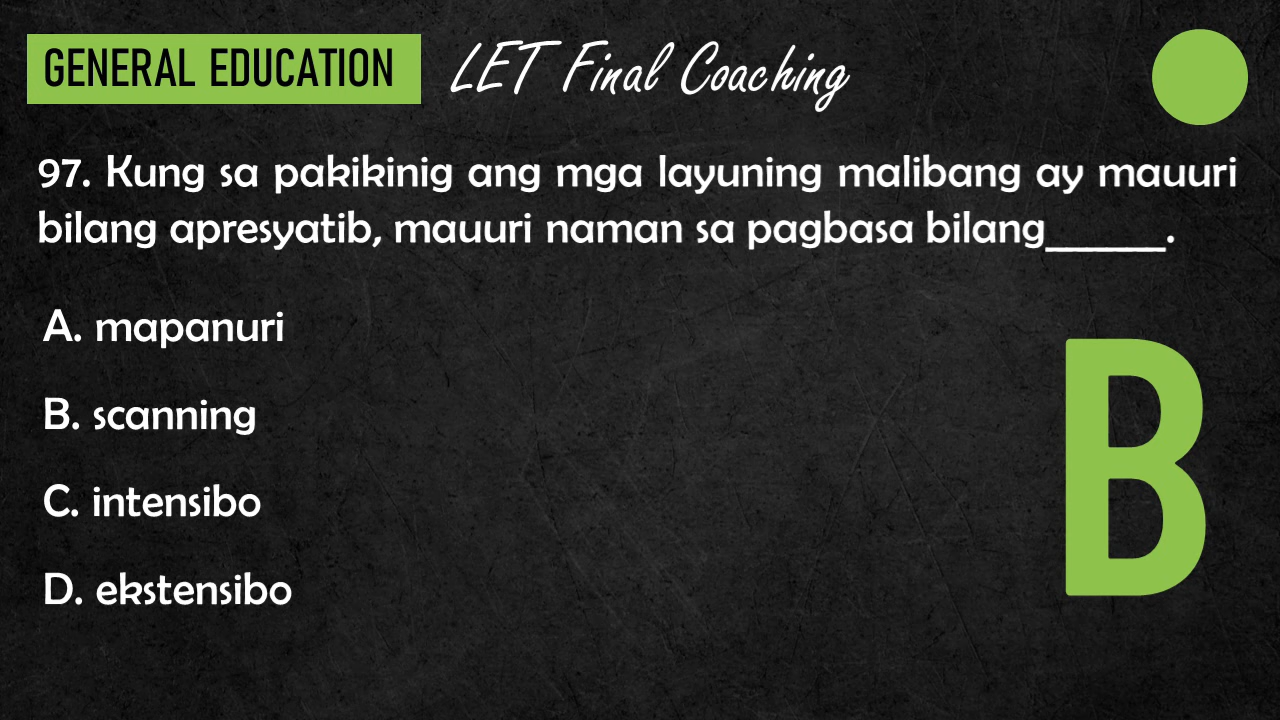 GENERAL EDUCATION LET Final Coaching
97. Kung sa pakikinig ang mga layuning malibang ay mauuri
bilang apresyatib, mauuri naman sa pagbasa bilang______.
A. mapanuri
B. scanning
C. intensibo
D. ekstensibo
B